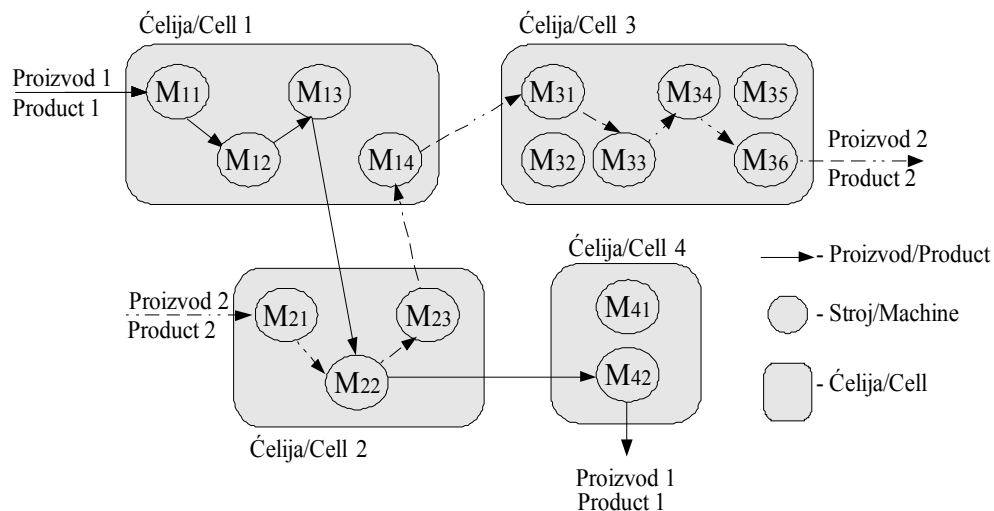 Ćelija/Cell 1
Proizvod 1
Product 1
M11
M12
M13
M14
Ćelija/Cell 3
M31
M32
M33
M34
M35
M36
Proizvod 2
Product 2
Proizvod 2
Product 2
M21
M22
M23
Ćelija/Cell 2
Ćelija/Cell 4
M41
M42
Proizvod 1
Product 1
- Proizvod/Product
- Stroj/Machine
- Ćelija/Cell